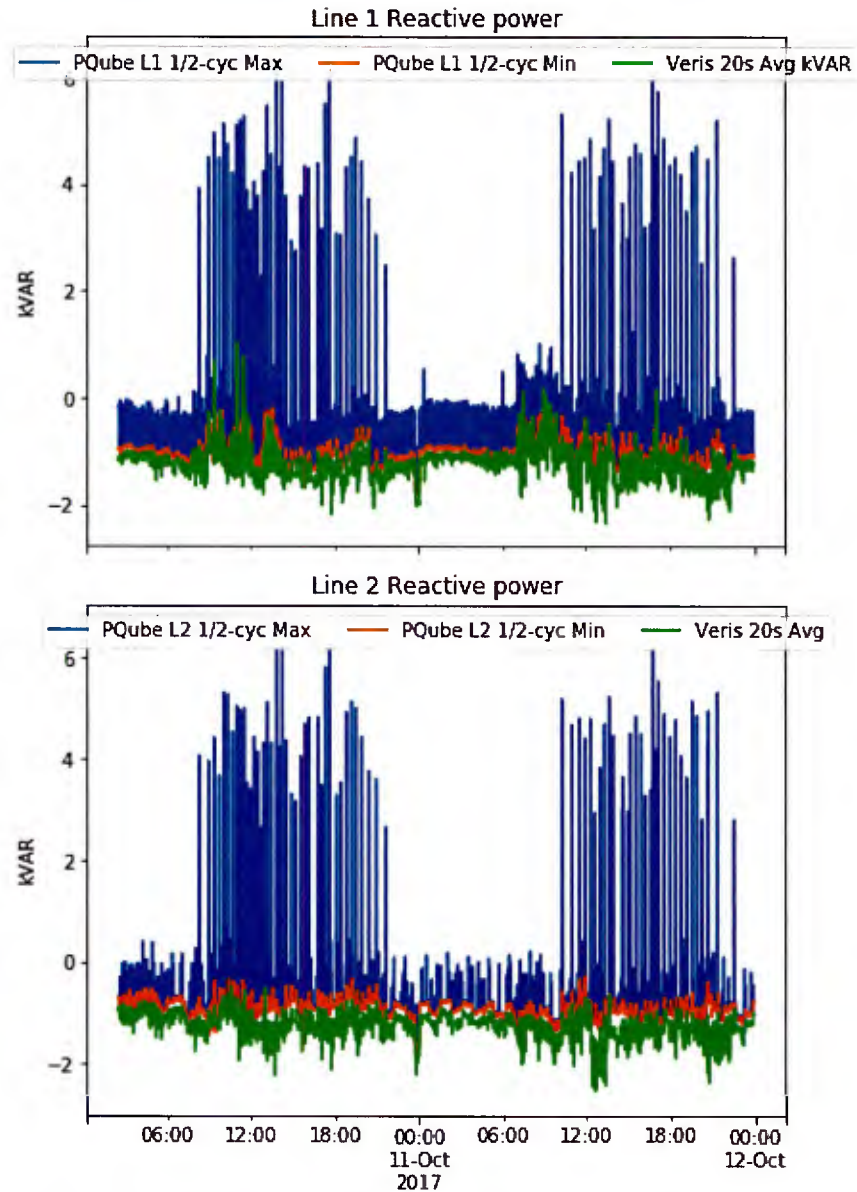 Line 1 Reactive power
PQube L1 1/2-cyc Max PQube L1 1/2-cyc Min Veris 20s Avg kVAR
6
4
2
0
−2
kVAR
Line 2 Reactive power
PQube L2 1/2-cyc Max PQube L2 1/2-cyc Min Veris 20s Avg
6
4
2
0
−2
kVAR
06:00 12:00 18:00 00:00 06:00 12:00 18:00 00:00
11-Oct 12-Oct
2017